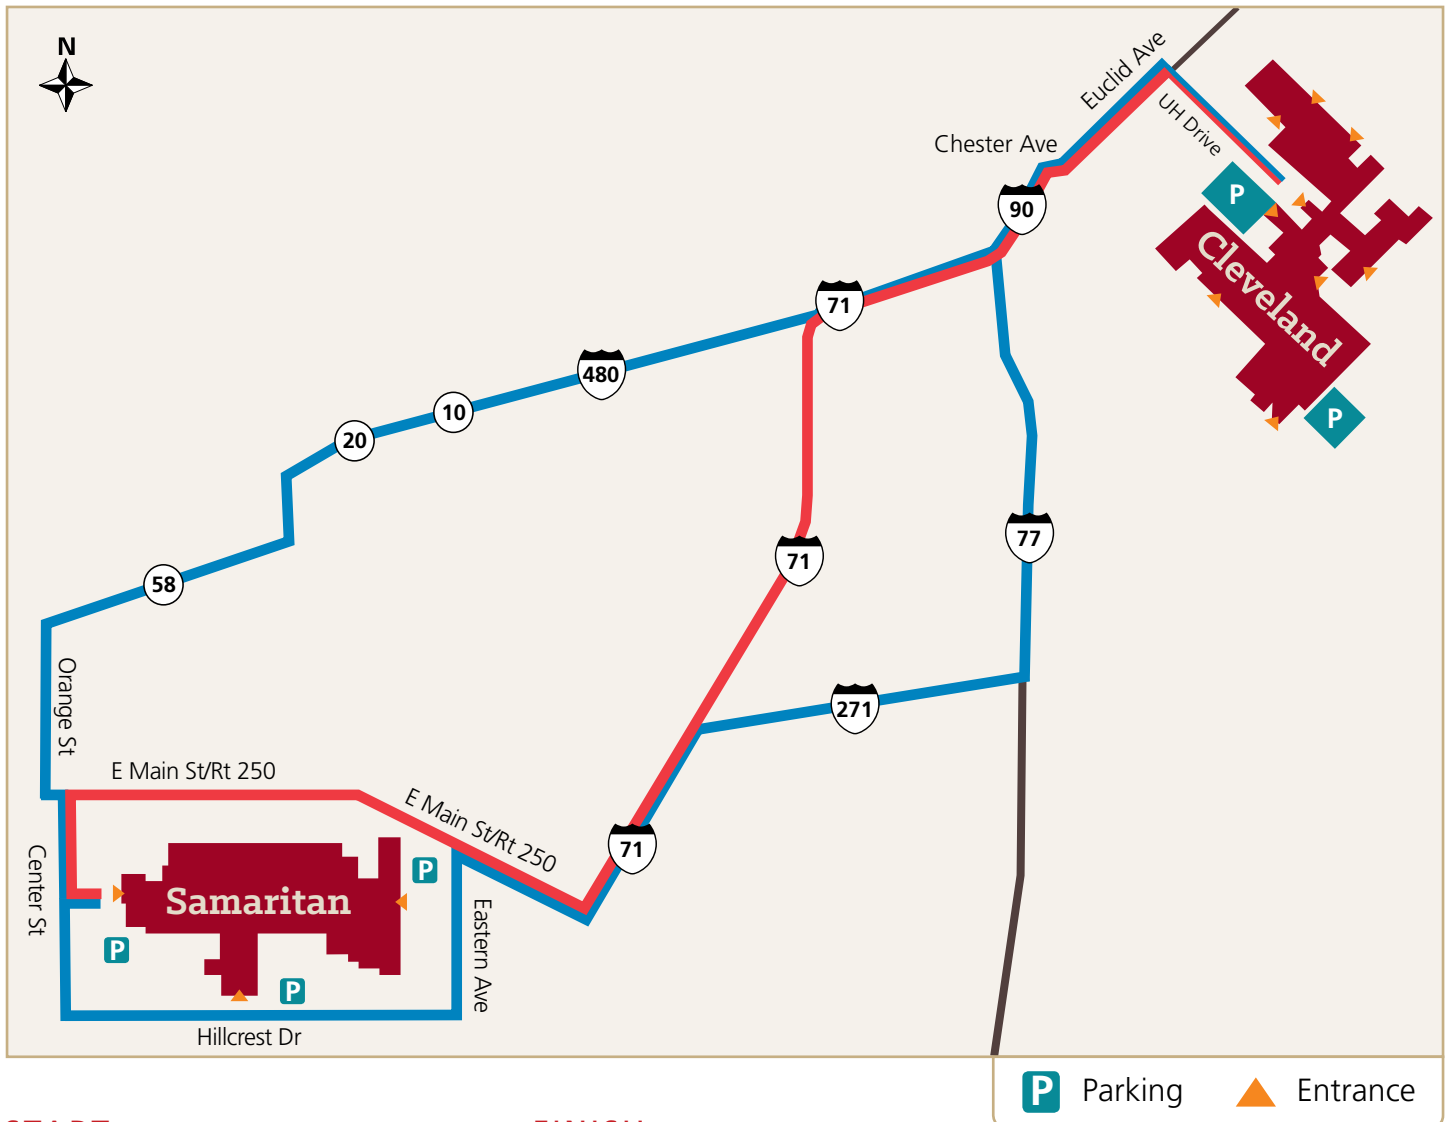 N
Euclid Ave
UH Drive
Chester Ave
P
90
Cleveland
71
480
10
20
P
77
71
58
Orange St
271
E Main St/Rt 250
E Main St/Rt 250
71
Center St
P
Samaritan
Eastern Ave
P
P
Hillcrest Dr
P Parking
Entrance